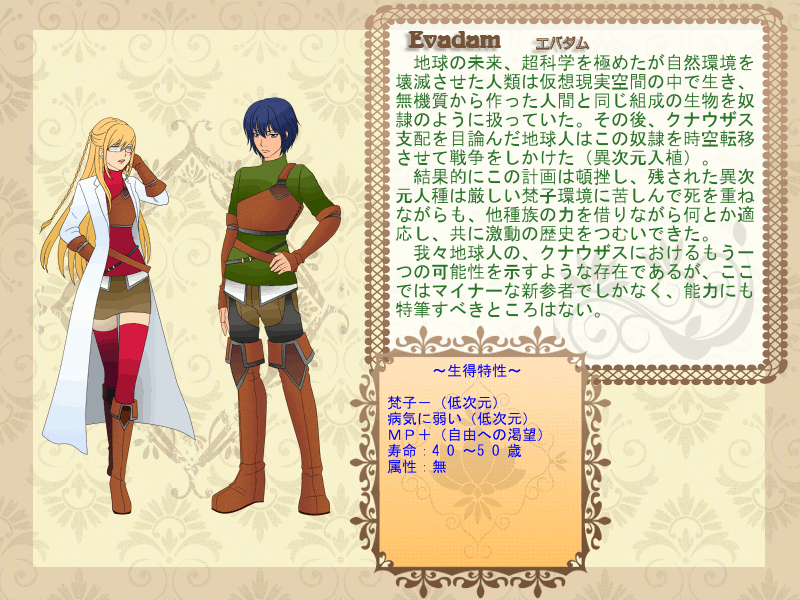 Evadam エバダム
　地球の未来、超科学を極めたが自然環境を
壊滅させた人類は仮想現実空間の中で生き、
無機質から作った人間と同じ組成の生物を奴
隷のように扱っていた。その後、クナウザス
支配を目論んだ地球人はこの奴隷を時空転移
させて戦争をしかけた（異次元入植）。
　結果的にこの計画は頓挫し、残された異次
元人種は厳しい梵子環境に苦しんで死を重ね
ながらも、他種族の力を借りながら何とか適
応し、共に激動の歴史をつむいできた。
　我々地球人の、クナウザスにおけるもう一
つの可能性を示すような存在であるが、ここ
ではマイナーな新参者でしかなく、能力にも
特筆すべきところはない。
～生得特性～
梵子－（低次元）
病気に弱い（低次元）
ＭＰ＋（自由への渇望）
寿命：４０～５０歳
属性：無